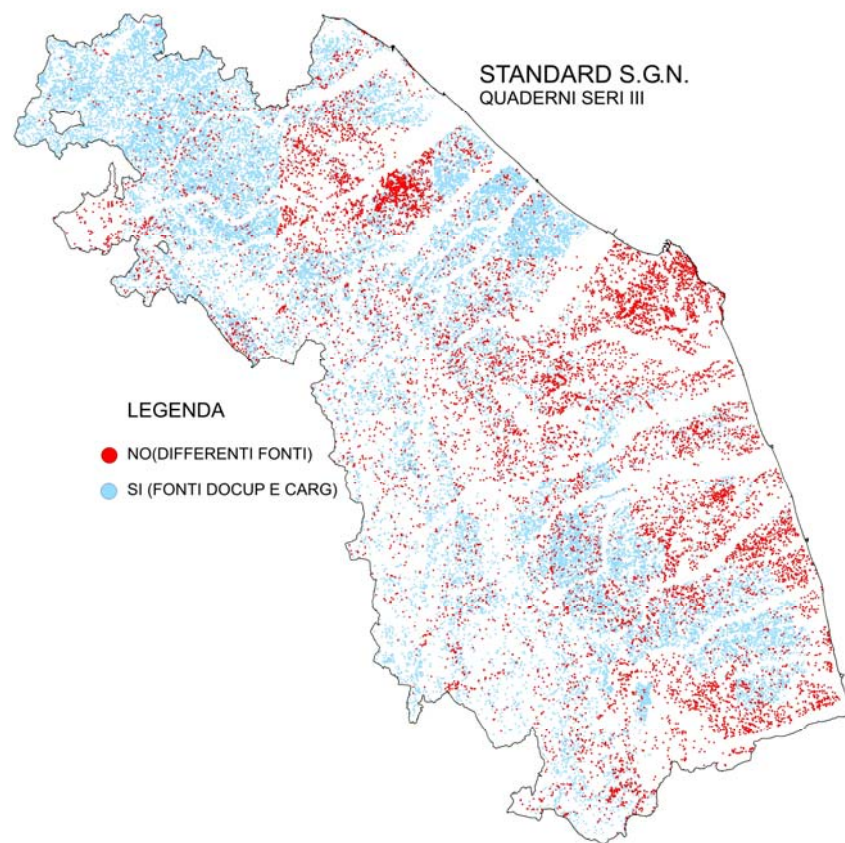 STANDARD S.G.N.
QUADERNI SERI III
LEGENDA
NO(DIFFERENTI FONTI)
SI (FONTI DOCUP E CARG)